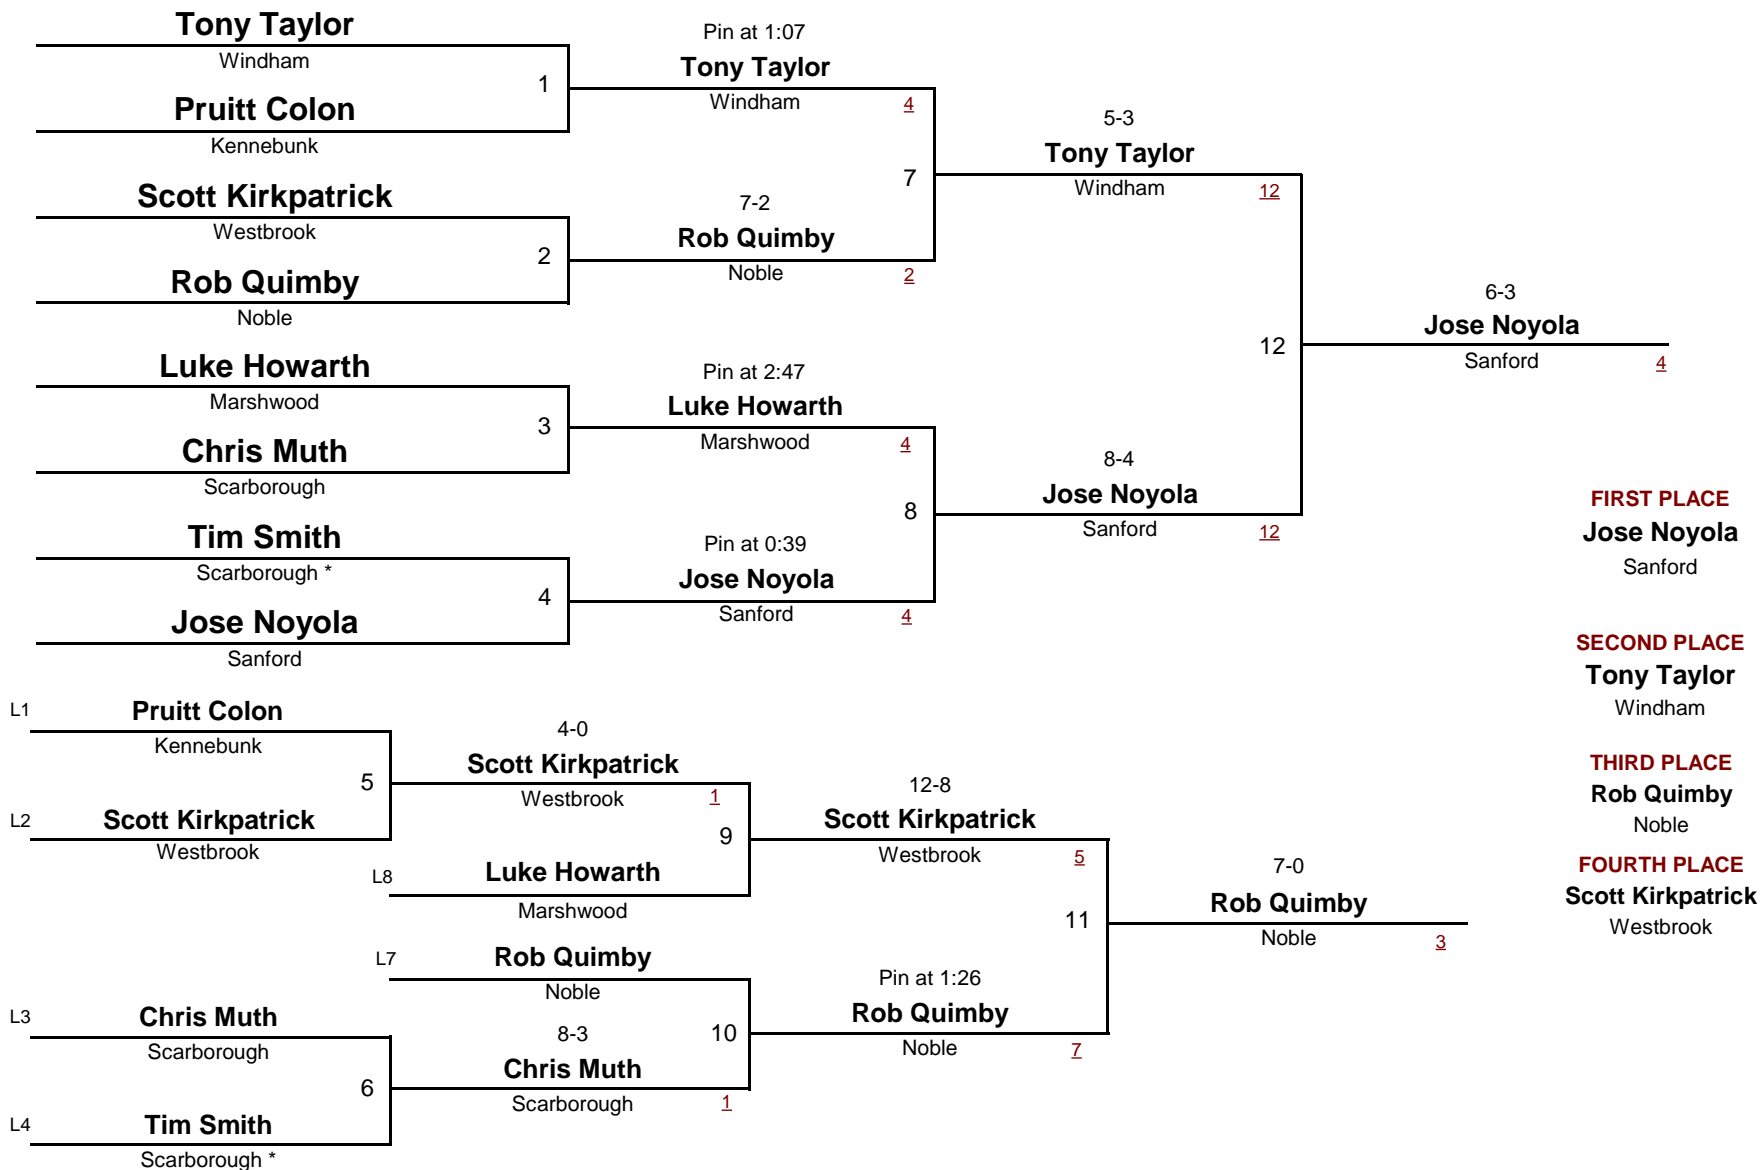 Tony Taylor
Windham
1
Pruitt Colon
Kennebunk
Pin at 1:07
Tony Taylor
Windham
4
Scott Kirkpatrick
Westbrook
2
Rob Quimby
Noble
7-2
Rob Quimby
Noble
2
7
5-3
Tony Taylor
Windham
12
Luke Howarth
Marshwood
3
Chris Muth
Scarborough
Pin at 2:47
Luke Howarth
Marshwood
4
Tim Smith
Scarborough *
4
Jose Noyola
Sanford
Pin at 0:39
Jose Noyola
Sanford
4
8
8-4
Jose Noyola
Sanford
12
12
6-3
Jose Noyola
Sanford
4
FIRST PLACE
Jose Noyola
Sanford
SECOND PLACE
Tony Taylor
Windham
THIRD PLACE
Rob Quimby
Noble
FOURTH PLACE
Scott Kirkpatrick
Westbrook
L1
Pruitt Colon
Kennebunk
5
L2
Scott Kirkpatrick
Westbrook
4-0
Scott Kirkpatrick
Westbrook
1
9
L8
Luke Howarth
Marshwood
12-8
Scott Kirkpatrick
Westbrook
5
L7
Rob Quimby
Noble
L3
Chris Muth
Scarborough
6
L4
Tim Smith
Scarborough *
8-3
Chris Muth
Scarborough
1
10
Pin at 1:26
Rob Quimby
Noble
7
11
7-0
Rob Quimby
Noble
3